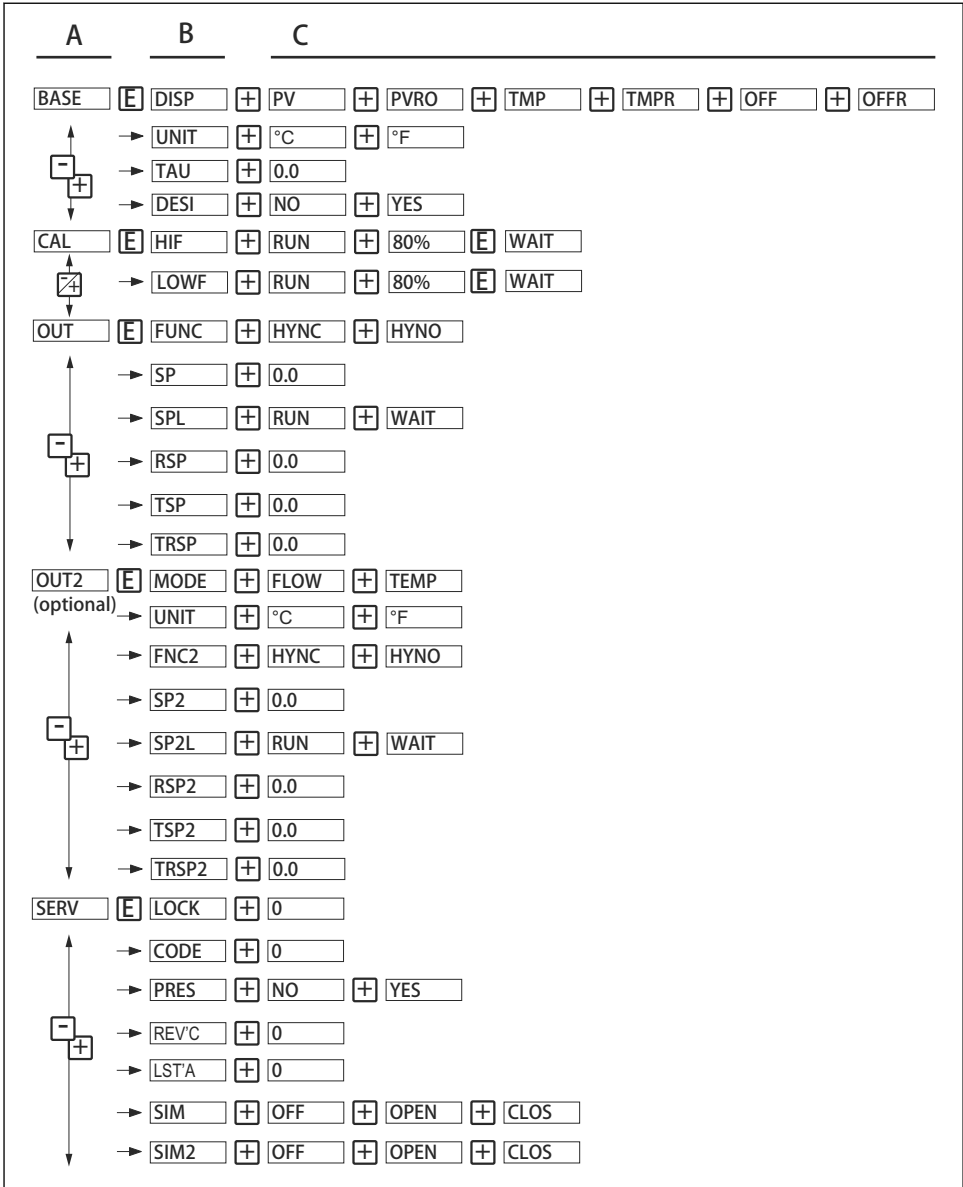 A B C
BASE E DISP + PV + PVRO + TMP + TMPR + OFF + OFFR
UNIT + °C + °F
- +
TAU + 0.0
DESI + NO + YES
CAL E HIF + RUN + 80% E WAIT
-/+ LOWF + RUN + 80% E WAIT
OUT E FUNC + HYNC + HYNO
SP + 0.0
SPL + RUN + WAIT
- +
RSP + 0.0
TSP + 0.0
TRSP + 0.0
OUT2 E MODE + FLOW + TEMP
(optional)
UNIT + °C + °F
FNC2 + HYNC + HYNO
SP2 + 0.0
- +
SP2L + RUN + WAIT
RSP2 + 0.0
TSP2 + 0.0
TRSP2 + 0.0
SERV E LOCK + 0
CODE + 0
PRES + NO + YES
- +
REV'C + 0
LST'A + 0
SIM + OFF + OPEN + CLOS
SIM2 + OFF + OPEN + CLOS